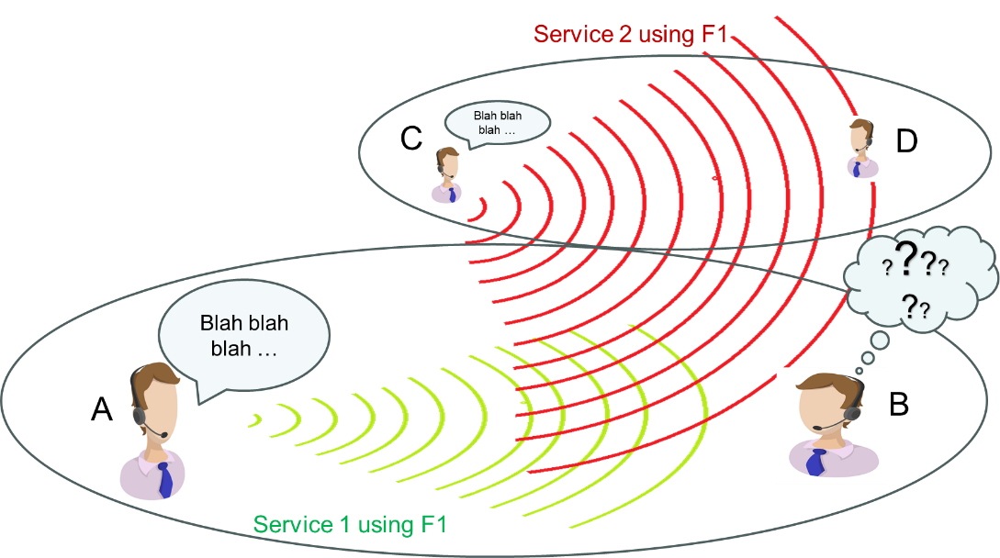 Service 2 using F1
C
Blah blah
blah ...
D
????
??
Blah blah
blah ...
A
B
Service 1 using F1